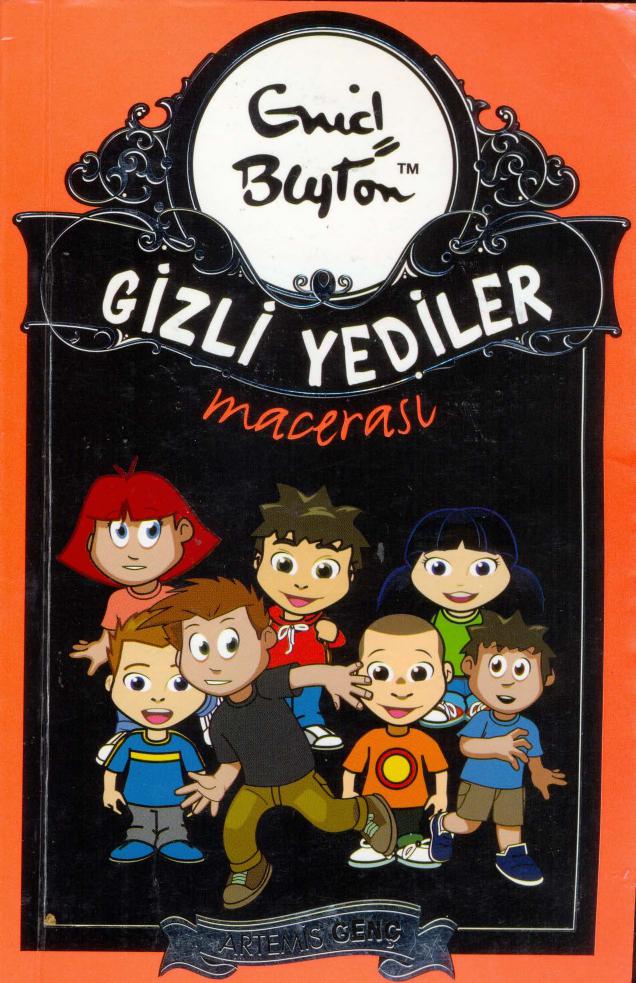 Enid
Blyton™
GİZLİ YEDİLER
macerası
ARTEMİS GENÇ